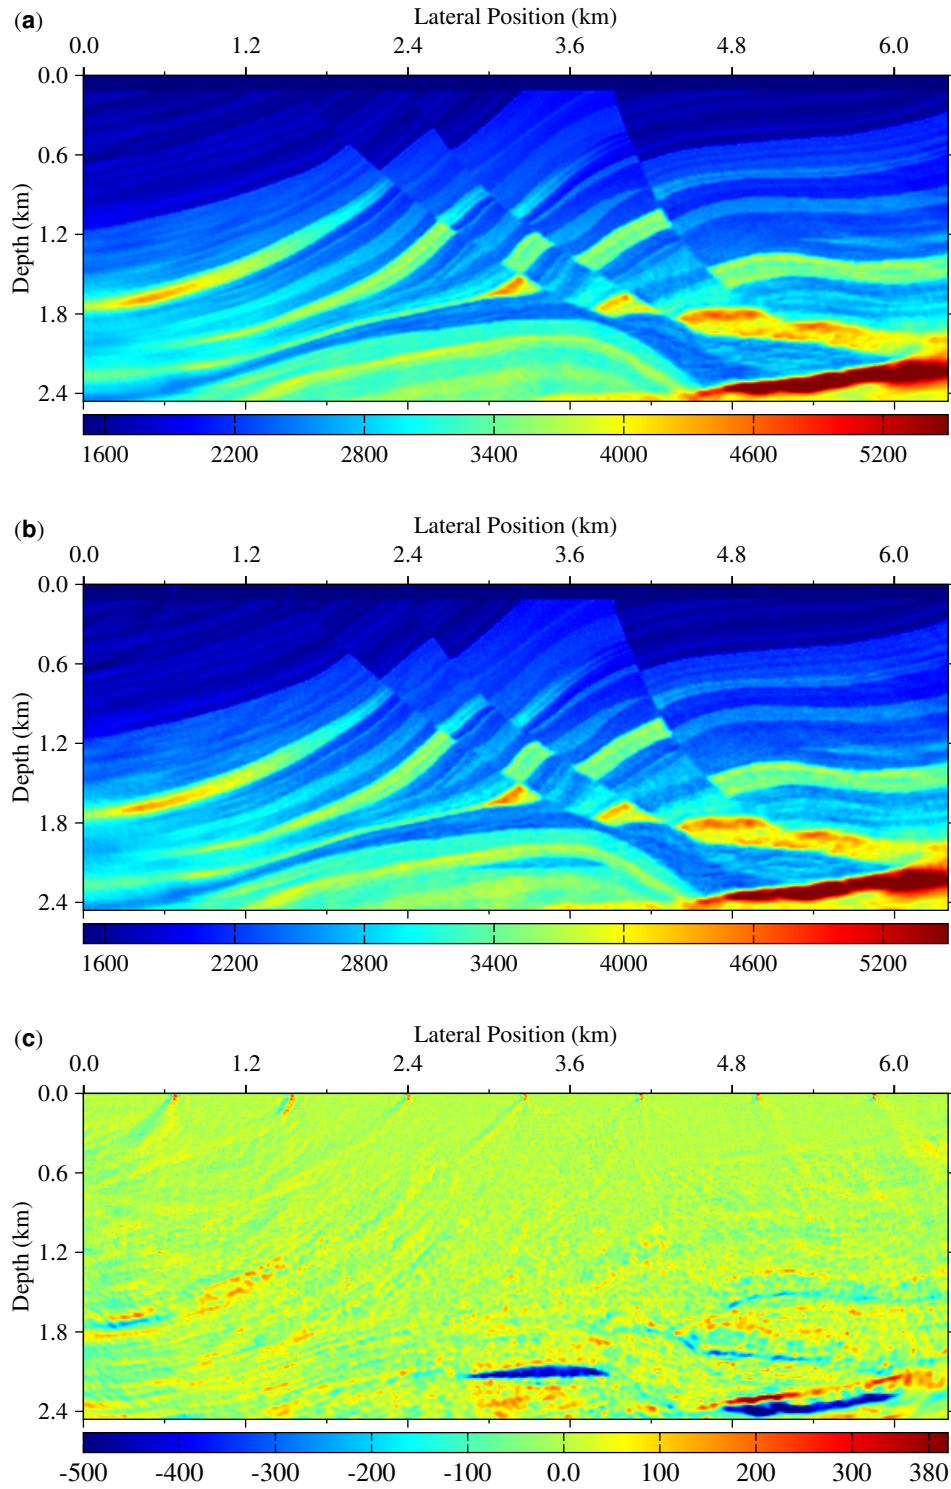 (a)
Lateral Position (km)
0.0 1.2 2.4 3.6 4.8 6.0
0.0
0.6
1.2
1.8
2.4
Depth (km)
1600 2200 2800 3400 4000 4600 5200
(b)
Lateral Position (km)
0.0 1.2 2.4 3.6 4.8 6.0
0.0
0.6
1.2
1.8
2.4
Depth (km)
1600 2200 2800 3400 4000 4600 5200
(c)
Lateral Position (km)
0.0 1.2 2.4 3.6 4.8 6.0
0.0
0.6
1.2
1.8
2.4
Depth (km)
-500 -400 -300 -200 -100 0.0 100 200 300 380